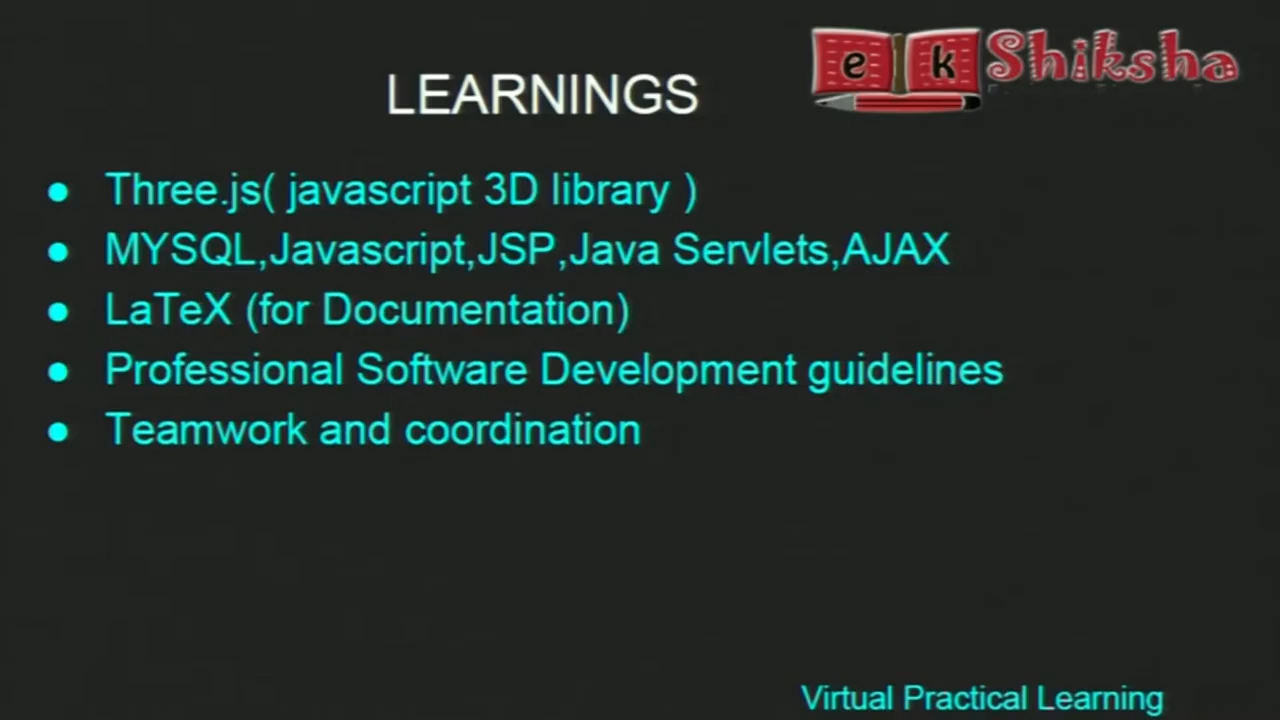 e k Shiksha
LEARNINGS
● Three.js( javascript 3D library )
● MYSQL,Javascript,JSP,Java Servlets,AJAX
● LaTeX (for Documentation)
● Professional Software Development guidelines
● Teamwork and coordination
Virtual Practical Learning